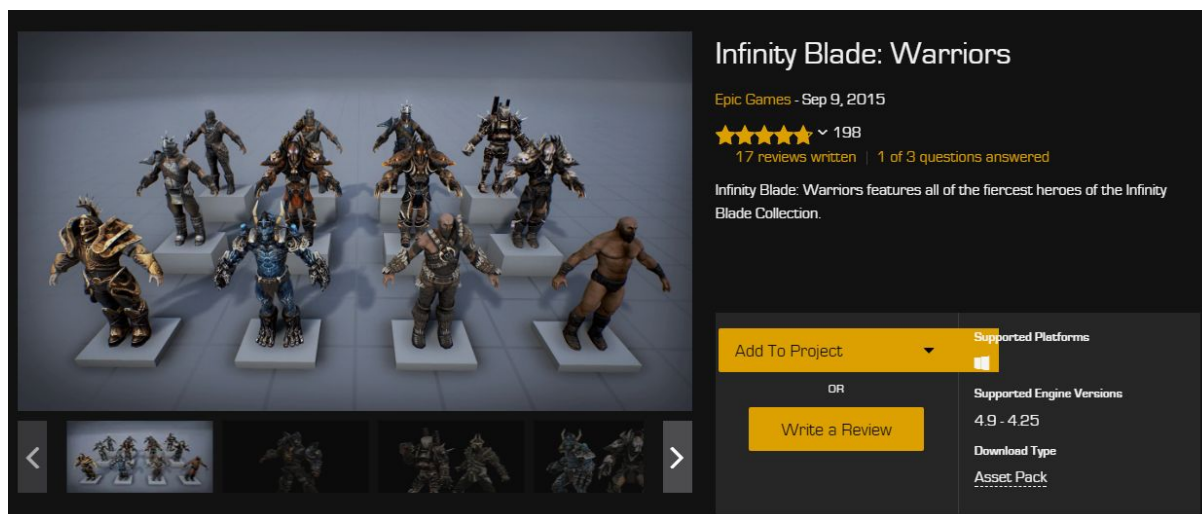 Infinity Blade: Warriors
Epic Games - Sep 9, 2015
198
17 reviews written | 1 of 3 questions answered
Infinity Blade: Warriors features all of the fiercest heroes of the Infinity
Blade Collection.
Add To Project
OR
Write a Review
Supported Platforms
Supported Engine Versions
4.9 - 4.25
Download Type
Asset Pack